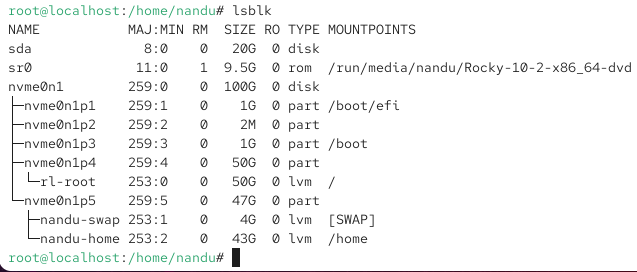 root@localhost:/home/nandu# lsblk
NAME            MAJ:MIN RM  SIZE RO TYPE MOUNTPOINTS
sda               8:0    0   20G  0 disk
sr0              11:0    1  9.5G  0 rom  /run/media/nandu/Rocky-10-2-x86_64-dvd
nvme0n1         259:0    0  100G  0 disk
├─nvme0n1p1     259:1    0    1G  0 part /boot/efi
├─nvme0n1p2     259:2    0    2M  0 part
├─nvme0n1p3     259:3    0    1G  0 part /boot
├─nvme0n1p4     259:4    0   50G  0 part
│ └─rl-root     253:0    0   50G  0 lvm  /
└─nvme0n1p5     259:5    0   47G  0 part
  ├─nandu-swap 253:1    0    4G  0 lvm  [SWAP]
  └─nandu-home 253:2    0   43G  0 lvm  /home
root@localhost:/home/nandu#